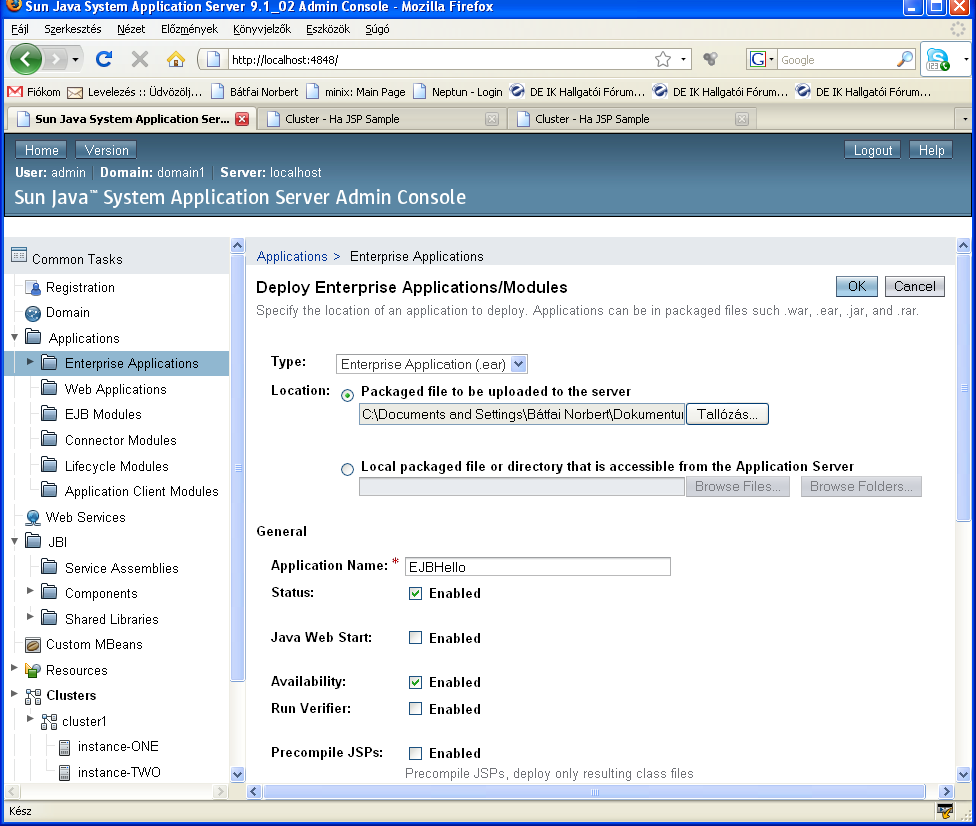 Sun Java System Application Server 9.1_02 Admin Console - Mozilla Firefox
Fájl Szerkesztés Nézet Előzmények Könyvjelzők Eszközök Súgó
http://localhost:4848/ G Google
Fiókom Levelezés :: Üdvözölj... Bátfai Norbert minix: Main Page Neptun - Login DE IK Hallgatói Fórum... DE IK Hallgatói Fórum... DE IK Hallgatói Fórum...
Sun Java System Application Ser... Cluster - Ha JSP Sample Cluster - Ha JSP Sample
Home Version Logout Help
User: admin Domain: domain1 Server: localhost
Sun Java™ System Application Server Admin Console
Common Tasks
Registration
Domain
Applications
Enterprise Applications
Web Applications
EJB Modules
Connector Modules
Lifecycle Modules
Application Client Modules
Web Services
JBI
Service Assemblies
Components
Shared Libraries
Custom MBeans
Resources
Clusters
cluster1
instance-ONE
instance-TWO
Applications > Enterprise Applications
Deploy Enterprise Applications/Modules OK Cancel
Specify the location of an application to deploy. Applications can be in packaged files such .war, .ear, .jar, and .rar.
Type: Enterprise Application (.ear)
Location: Packaged file to be uploaded to the server
C:\Documents and Settings\Bátfai Norbert\Dokumentu Tallózás...
Local packaged file or directory that is accessible from the Application Server
Browse Files... Browse Folders...
General
Application Name: * EJBHello
Status: Enabled
Java Web Start: Enabled
Availability: Enabled
Run Verifier: Enabled
Precompile JSPs: Enabled
Precompile JSPs, deploy only resulting class files
Kész